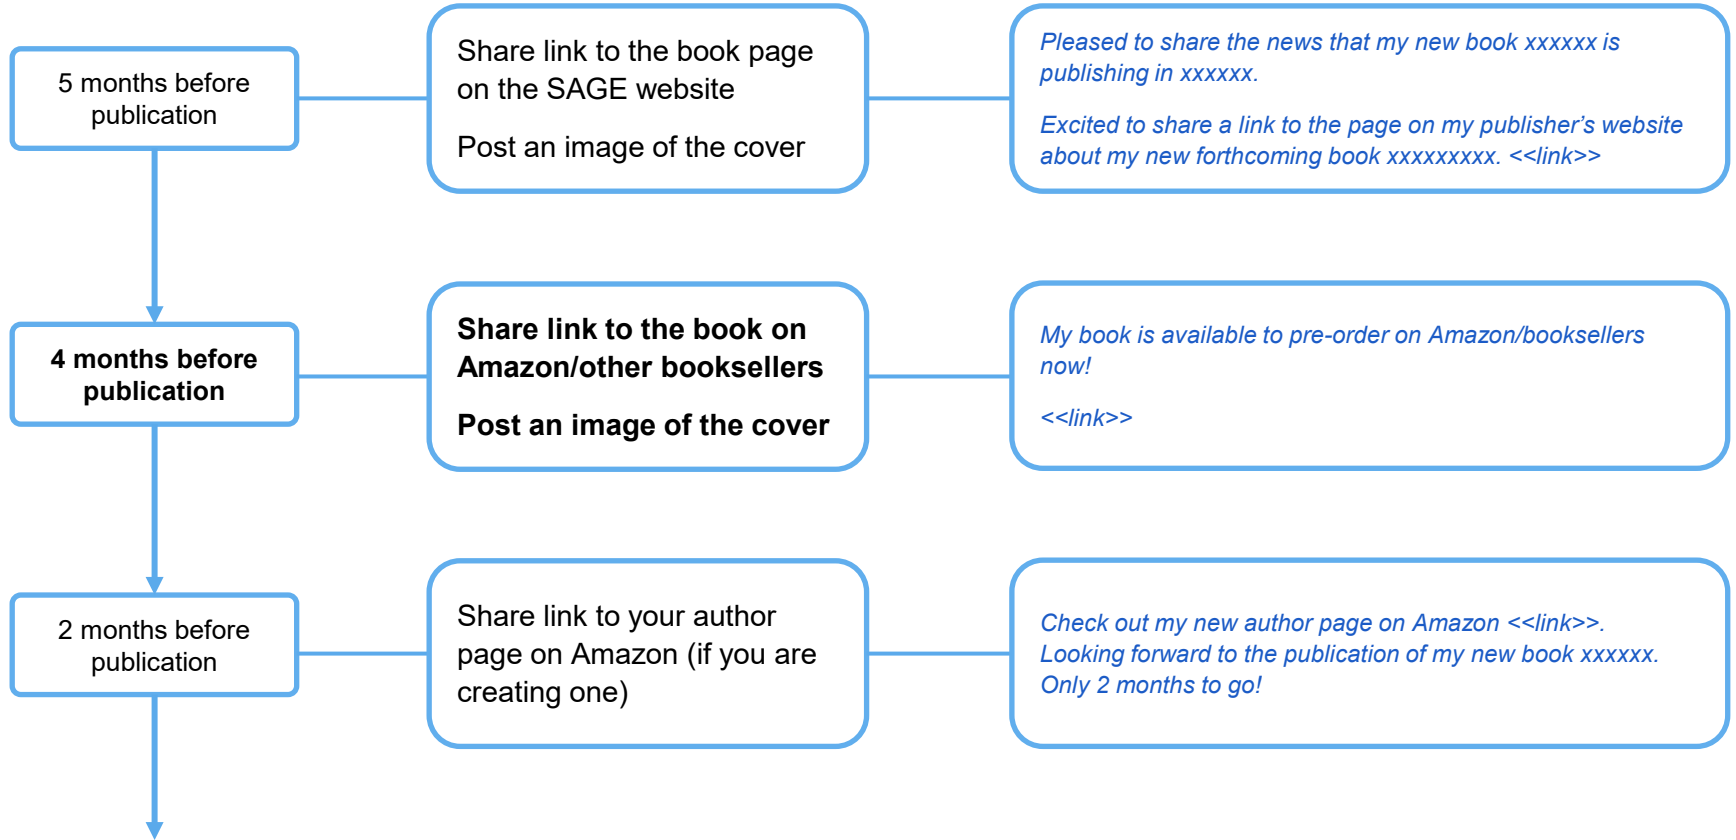 5 months before
publication
Share link to the book page
on the SAGE website
Post an image of the cover
Pleased to share the news that my new book xxxxxx is
publishing in xxxxxx.
Excited to share a link to the page on my publisher’s website
about my new forthcoming book xxxxxxxxx. <<link>>
4 months before
publication
Share link to the book on
Amazon/other booksellers
Post an image of the cover
My book is available to pre-order on Amazon/booksellers
now!
<<link>>
2 months before
publication
Share link to your author
page on Amazon (if you are
creating one)
Check out my new author page on Amazon <<link>>.
Looking forward to the publication of my new book xxxxxx.
Only 2 months to go!